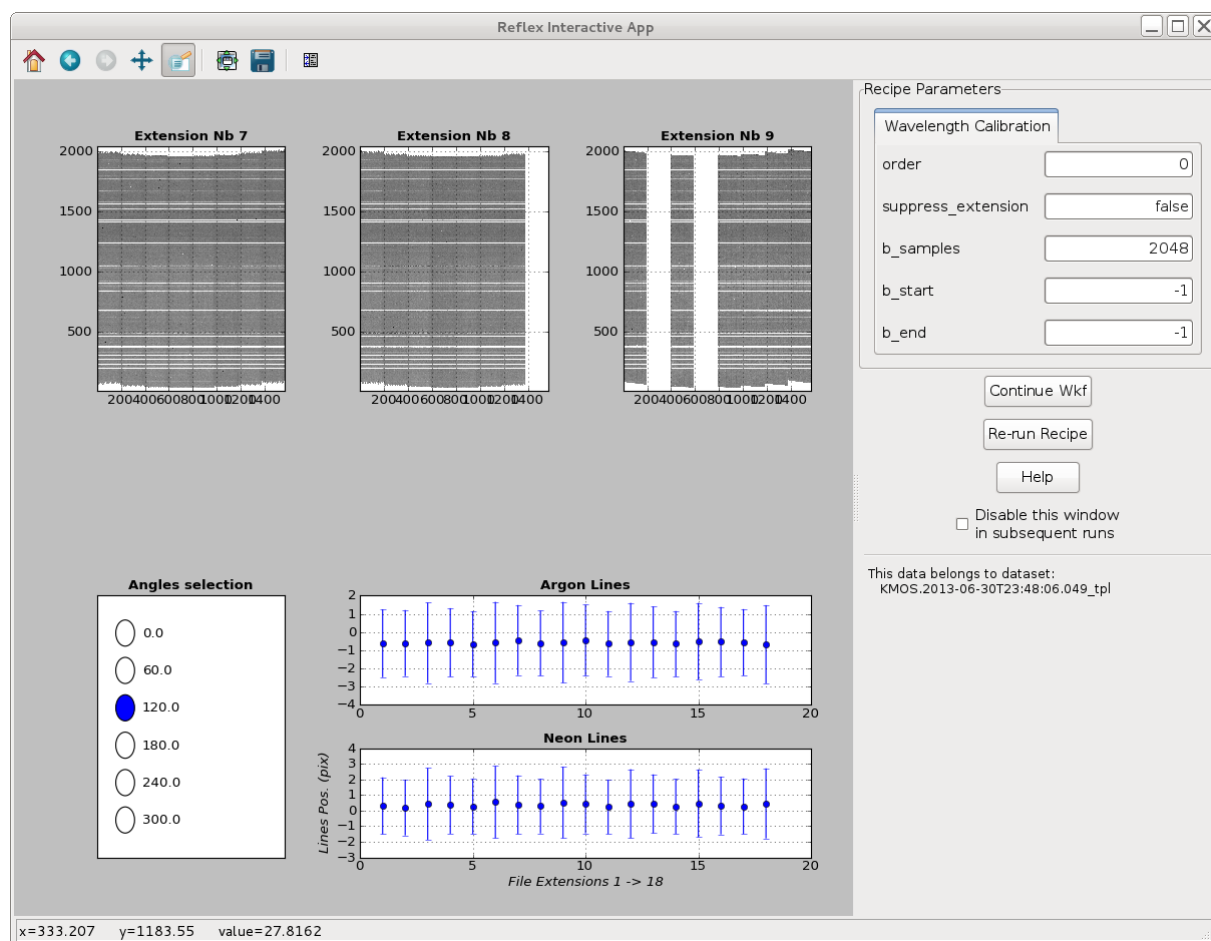 Reflex Interactive App
Extension Nb 7
2000
1500
1000
500
200400600800100012001400
Extension Nb 8
2000
1500
1000
500
200400600800100012001400
Extension Nb 9
2000
1500
1000
500
200400600800100012001400
Angles selection
0.0
60.0
120.0
180.0
240.0
300.0
Argon Lines
2
1
0
−1
−2
−3
−4
0 5 10 15 20
Neon Lines
Lines Pos. (pix)
4
3
2
1
0
−1
−2
−3
0 5 10 15 20
File Extensions 1 -> 18
Recipe Parameters
Wavelength Calibration
order 0
suppress_extension false
b_samples 2048
b_start -1
b_end -1
Continue Wkf
Re-run Recipe
Help
Disable this window
in subsequent runs
This data belongs to dataset:
KMOS.2013-06-30T23:48:06.049_tpl
x=333.207 y=1183.55 value=27.8162